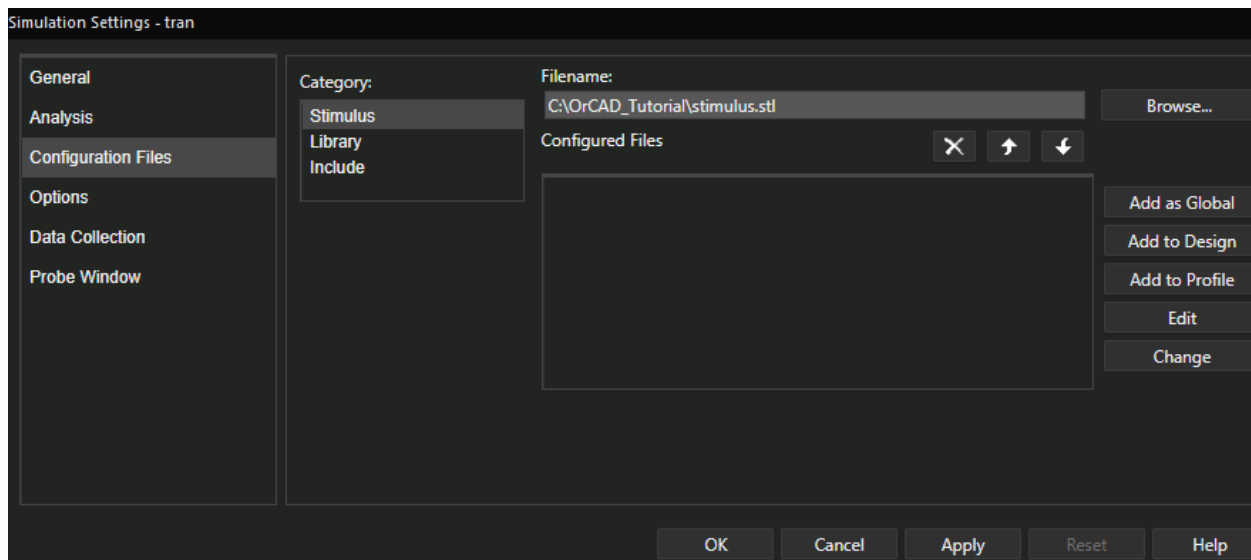 Simulation Settings - tran
General
Analysis
Configuration Files
Options
Data Collection
Probe Window
Category:
Stimulus
Library
Include
Filename:
C:\OrCAD_Tutorial\stimulus.stl
Browse...
Configured Files
Add as Global
Add to Design
Add to Profile
Edit
Change
OK
Cancel
Apply
Reset
Help